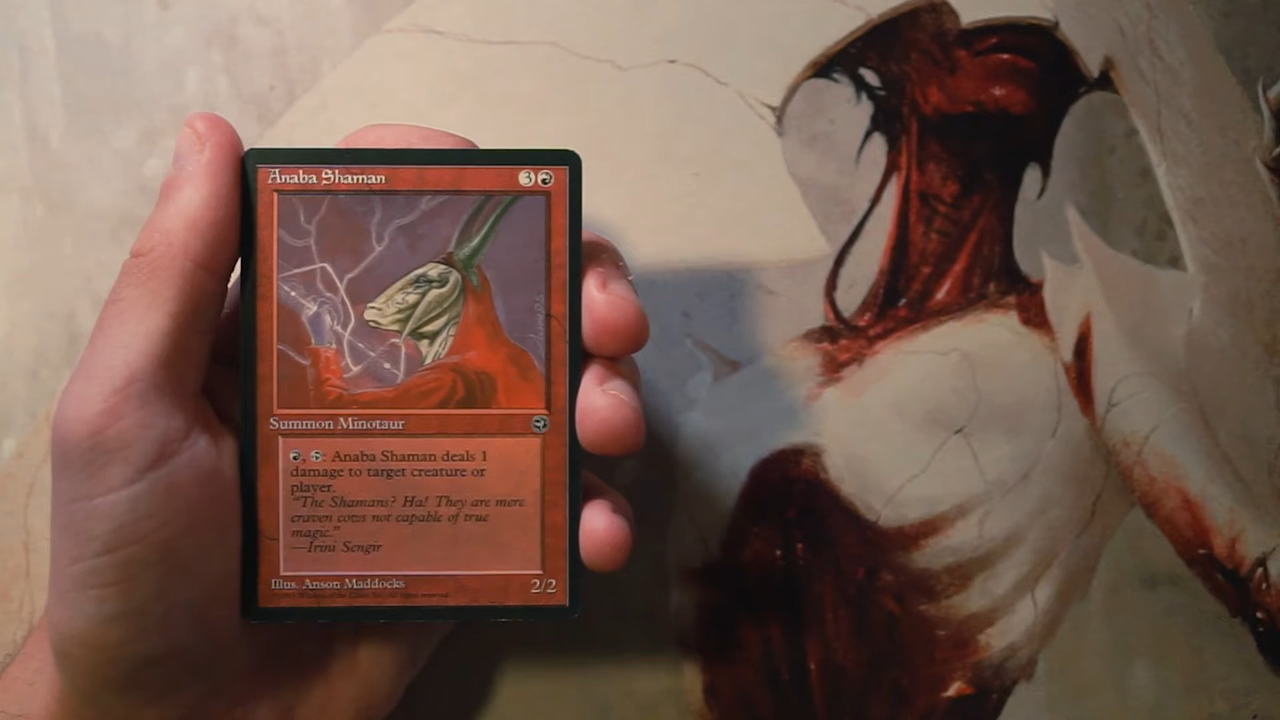 Anaba Shaman 3
Summon Minotaur
: Anaba Shaman deals 1
damage to target creature or
player.
"The Shamans? Ha! They are mere
craven cows not capable of true
magic."
—Irini Sengir
Illus. Anson Maddocks
2/2